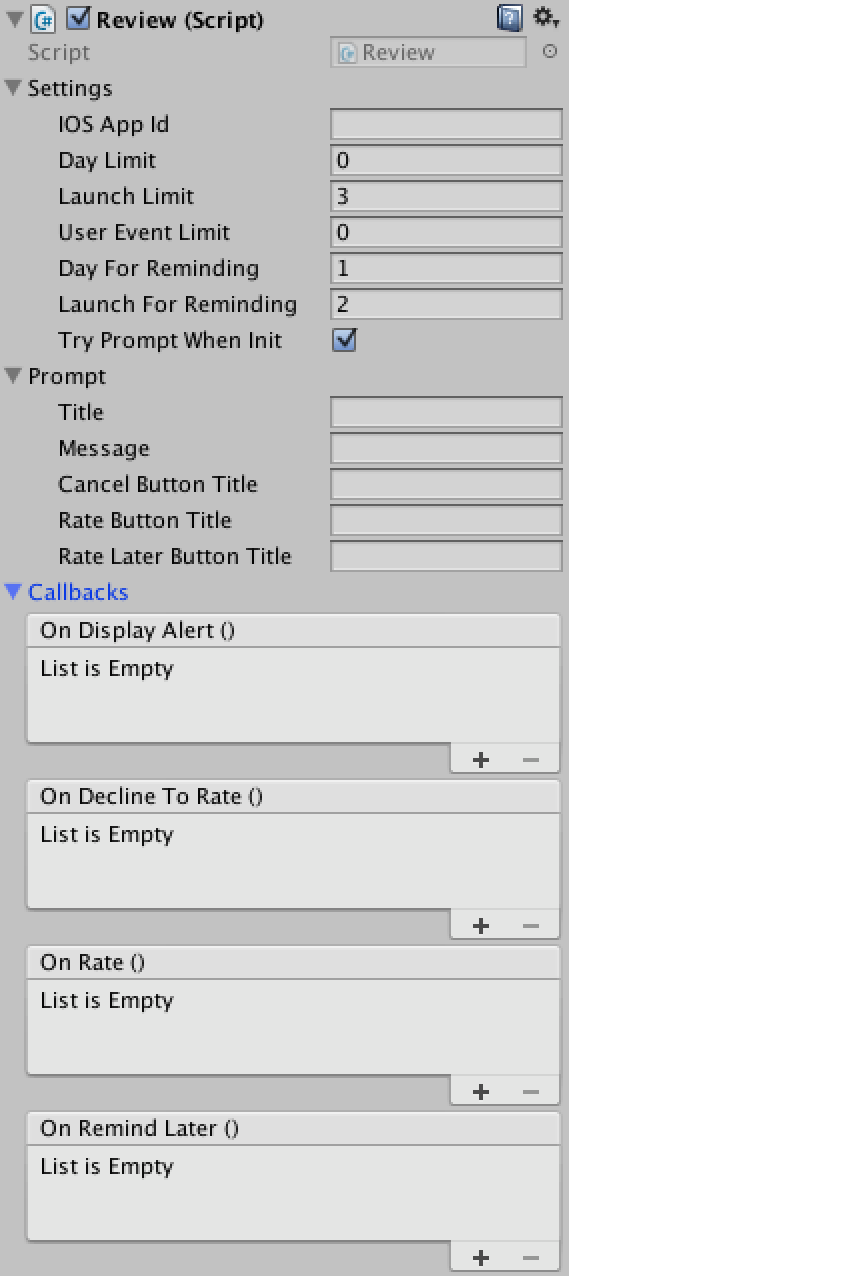 C# Review (Script)
Script Review
Settings
IOS App Id
Day Limit 0
Launch Limit 3
User Event Limit 0
Day For Reminding 1
Launch For Reminding 2
Try Prompt When Init
Prompt
Title
Message
Cancel Button Title
Rate Button Title
Rate Later Button Title
Callbacks
On Display Alert ()
List is Empty
+ −
On Decline To Rate ()
List is Empty
+ −
On Rate ()
List is Empty
+ −
On Remind Later ()
List is Empty
+ −